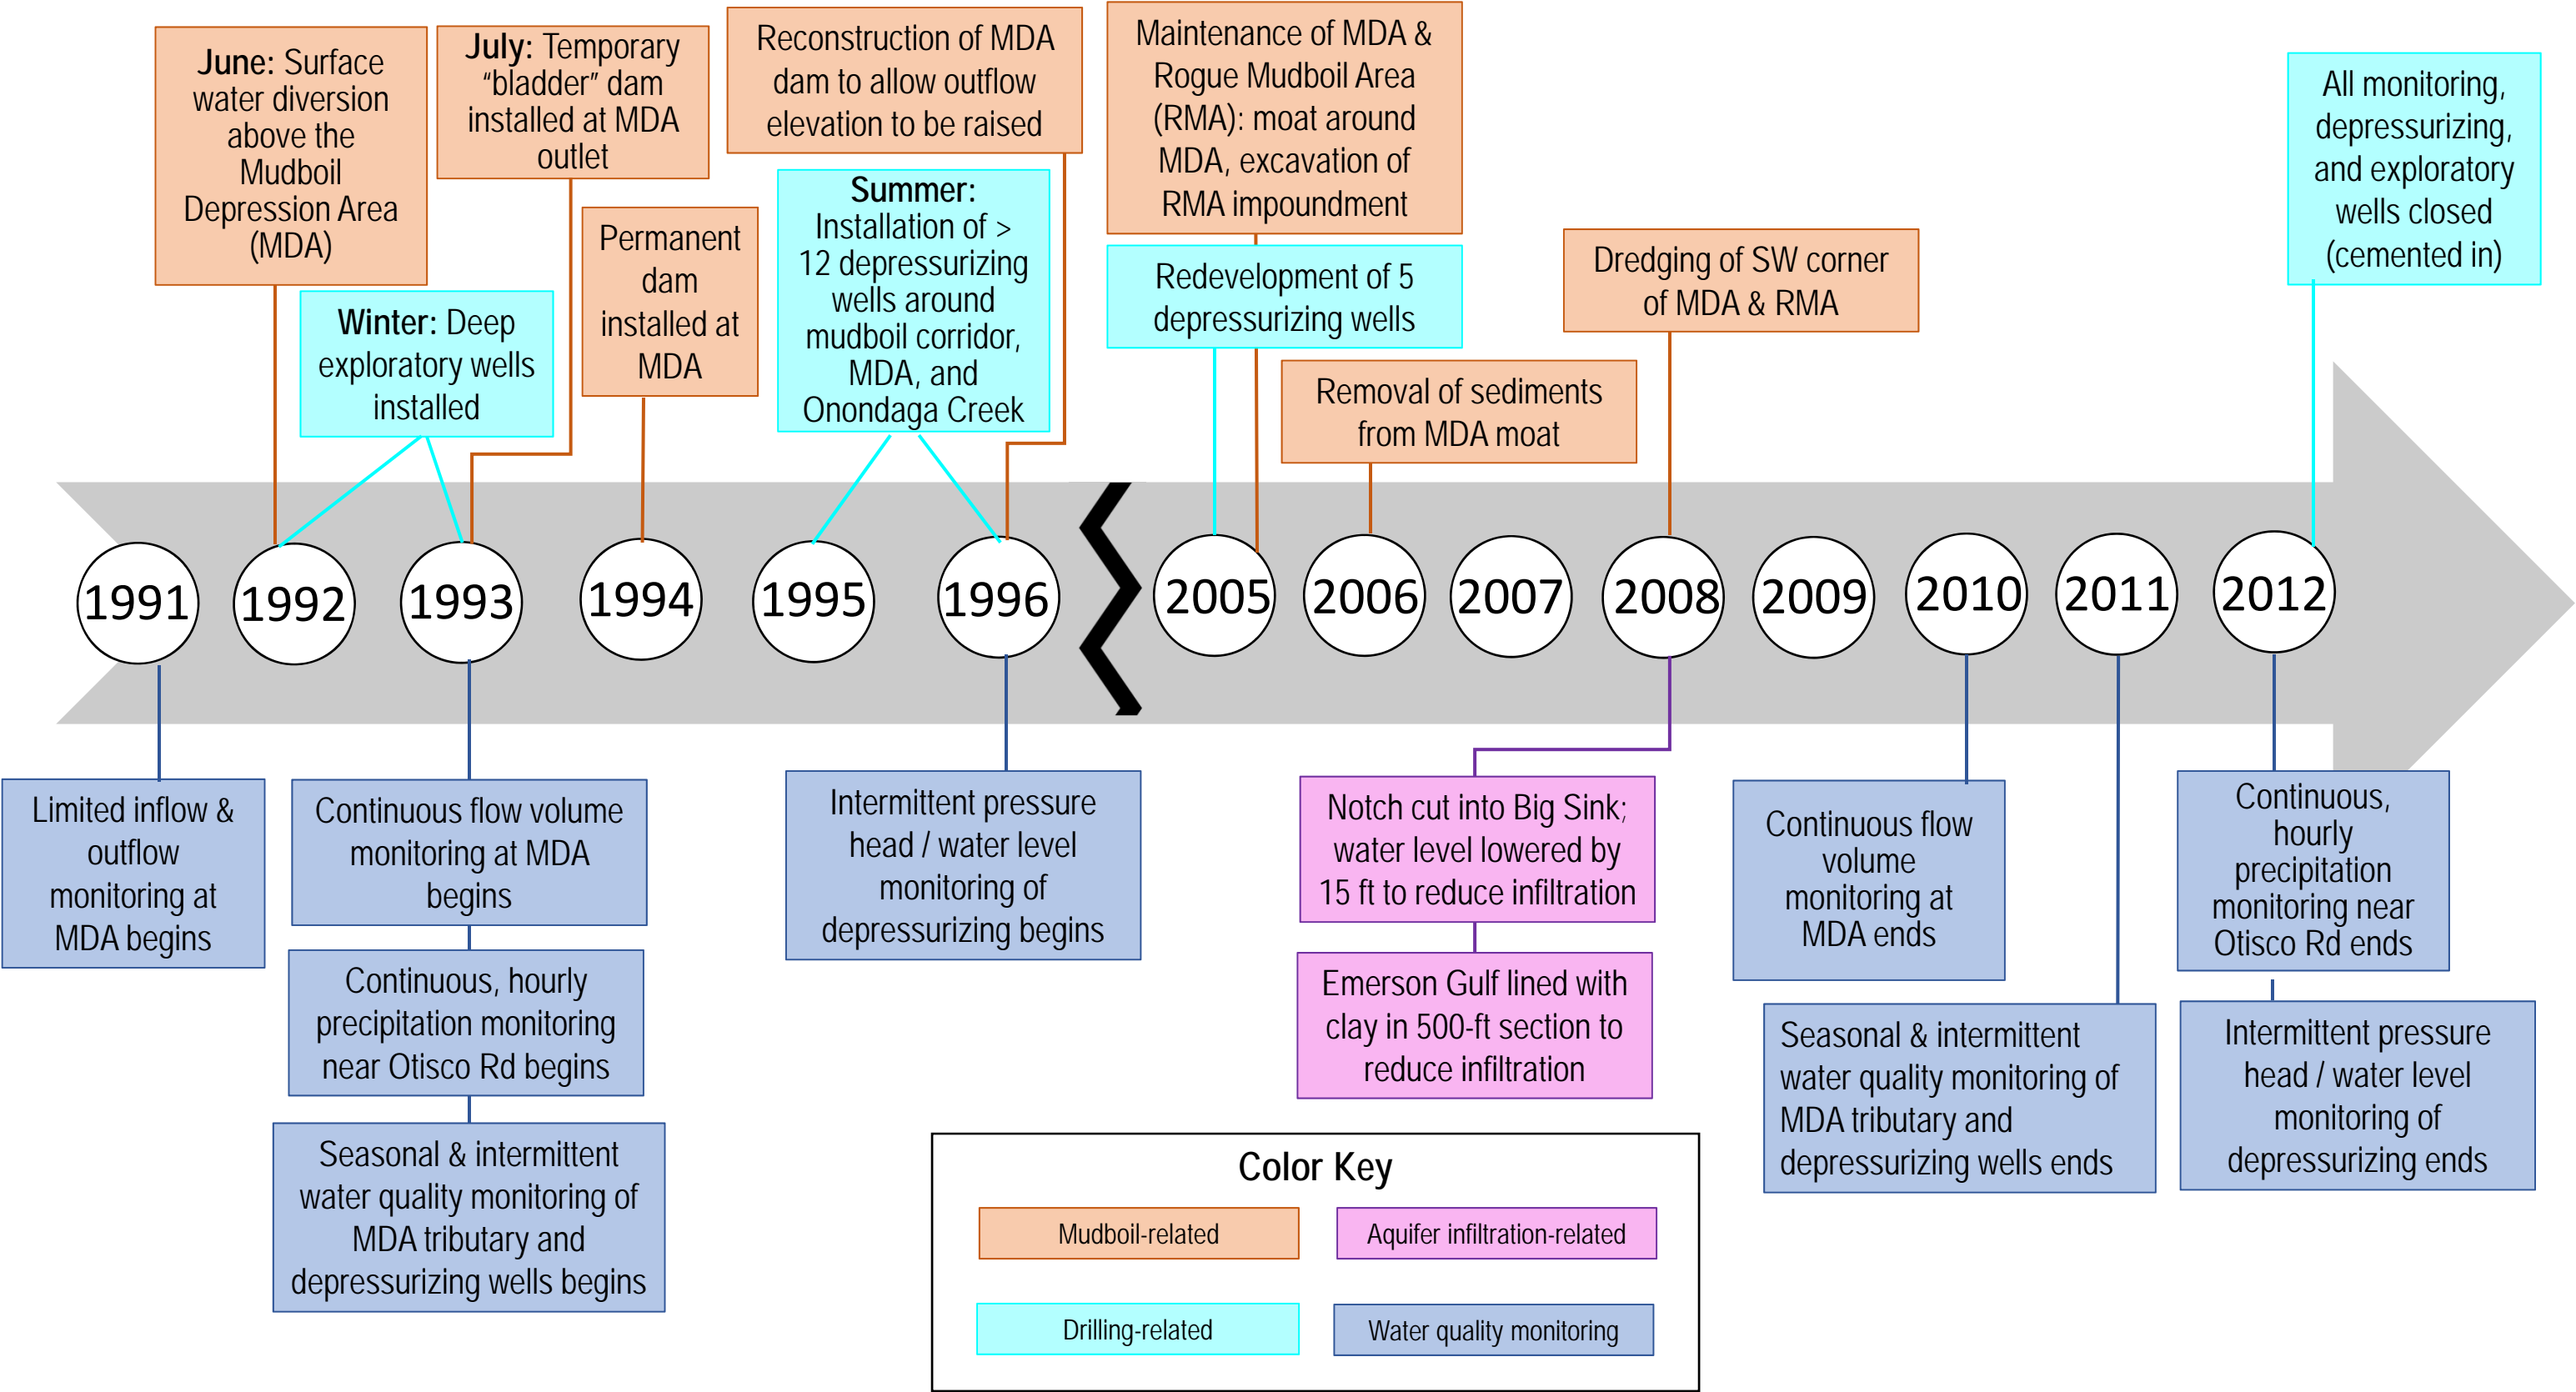 June: Surface
water diversion
above the
Mudboil
Depression Area
(MDA)
July: Temporary
“bladder” dam
installed at MDA
outlet
Reconstruction of MDA
dam to allow outflow
elevation to be raised
Maintenance of MDA &
Rogue Mudboil Area
(RMA): moat around
MDA, excavation of
RMA impoundment
All monitoring,
depressurizing,
and exploratory
wells closed
(cemented in)
Winter: Deep
exploratory wells
installed
Permanent
dam
installed at
MDA
Summer:
Installation of >
12 depressurizing
wells around
mudboil corridor,
MDA, and
Onondaga Creek
Redevelopment of 5
depressurizing wells
Dredging of SW corner
of MDA & RMA
Removal of sediments
from MDA moat
1991
1992
1993
1994
1995
1996
2005
2006
2007
2008
2009
2010
2011
2012
Limited inflow &
outflow
monitoring at
MDA begins
Continuous flow volume
monitoring at MDA
begins
Continuous, hourly
precipitation monitoring
near Otisco Rd begins
Seasonal & intermittent
water quality monitoring of
MDA tributary and
depressurizing wells begins
Intermittent pressure
head / water level
monitoring of
depressurizing begins
Notch cut into Big Sink;
water level lowered by
15 ft to reduce infiltration
Emerson Gulf lined with
clay in 500-ft section to
reduce infiltration
Continuous flow
volume
monitoring at
MDA ends
Seasonal & intermittent
water quality monitoring of
MDA tributary and
depressurizing wells ends
Continuous,
hourly
precipitation
monitoring near
Otisco Rd ends
Intermittent pressure
head / water level
monitoring of
depressurizing ends
Color Key
Mudboil-related
Aquifer infiltration-related
Drilling-related
Water quality monitoring